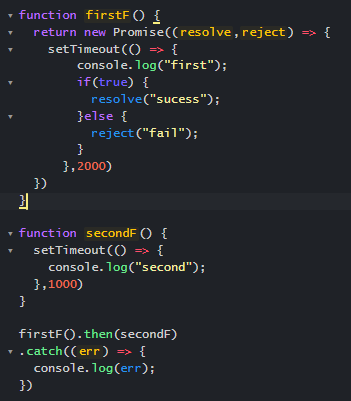 function firstF() {
  return new Promise((resolve,reject) => {
    setTimeout(() => {
        console.log("first");
        if(true) {
          resolve("sucess");
        }else {
          reject("fail");
        }
      },2000)
  })
}

function secondF() {
  setTimeout(() => {
    console.log("second");
  },1000)
}

firstF().then(secondF)
.catch((err) => {
  console.log(err);
})